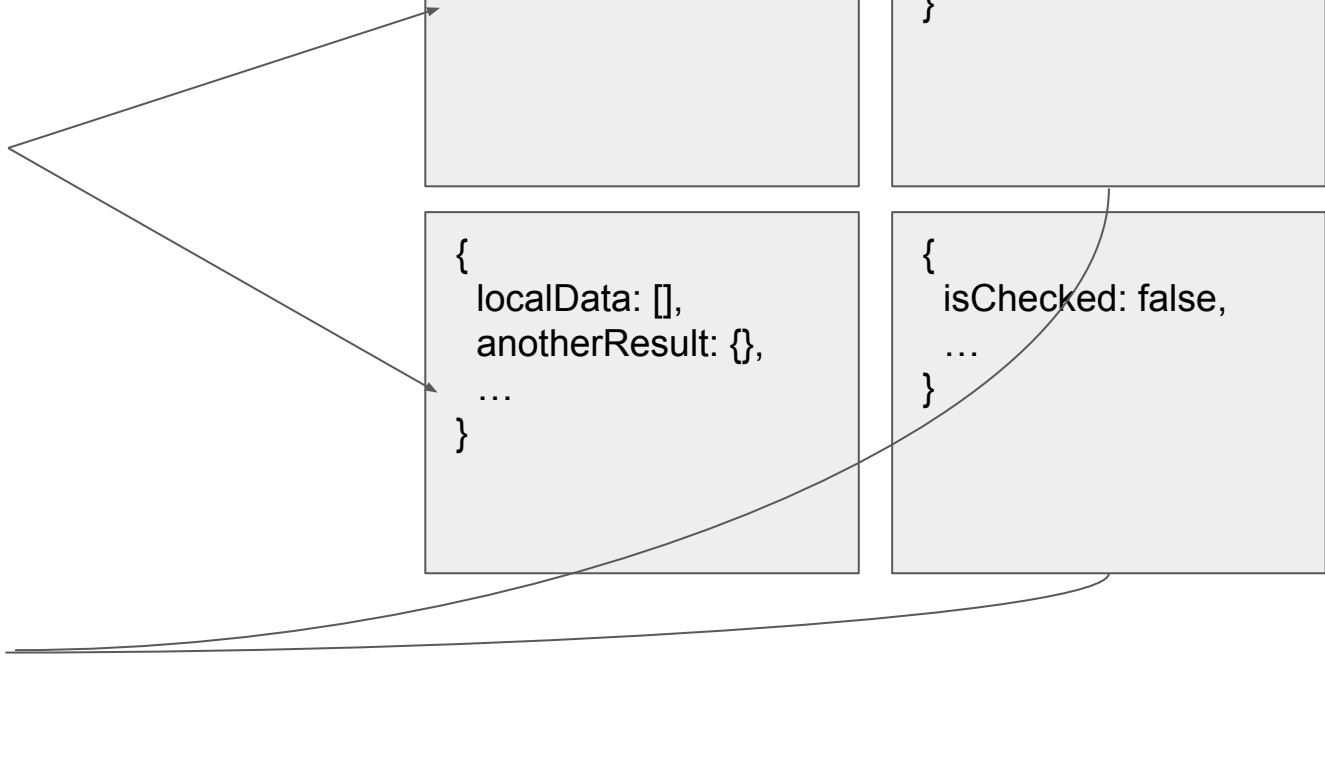 }
{
localData: [],
anotherResult: {},
…
}
{
isChecked: false,
…
}